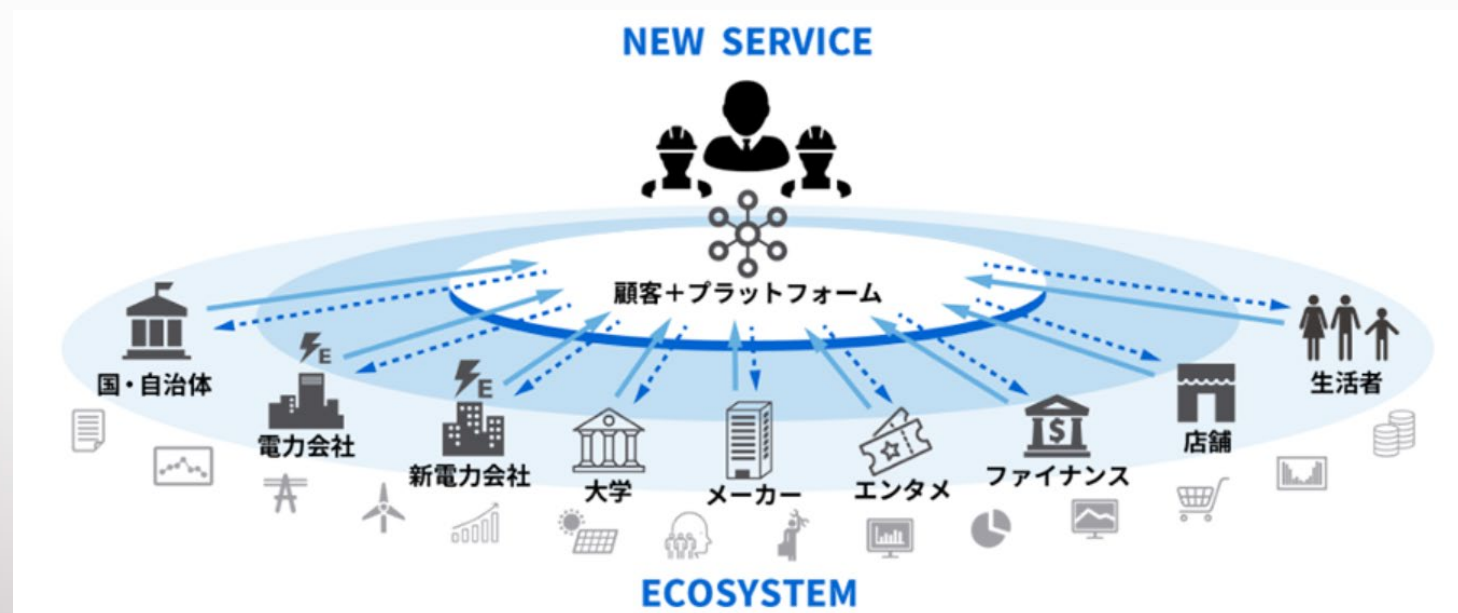 NEW SERVICE
顧客＋プラットフォーム
国・自治体
E
電力会社
E
新電力会社
大学
メーカー
エンタメ
$
ファイナンス
店舗
生活者
ECOSYSTEM